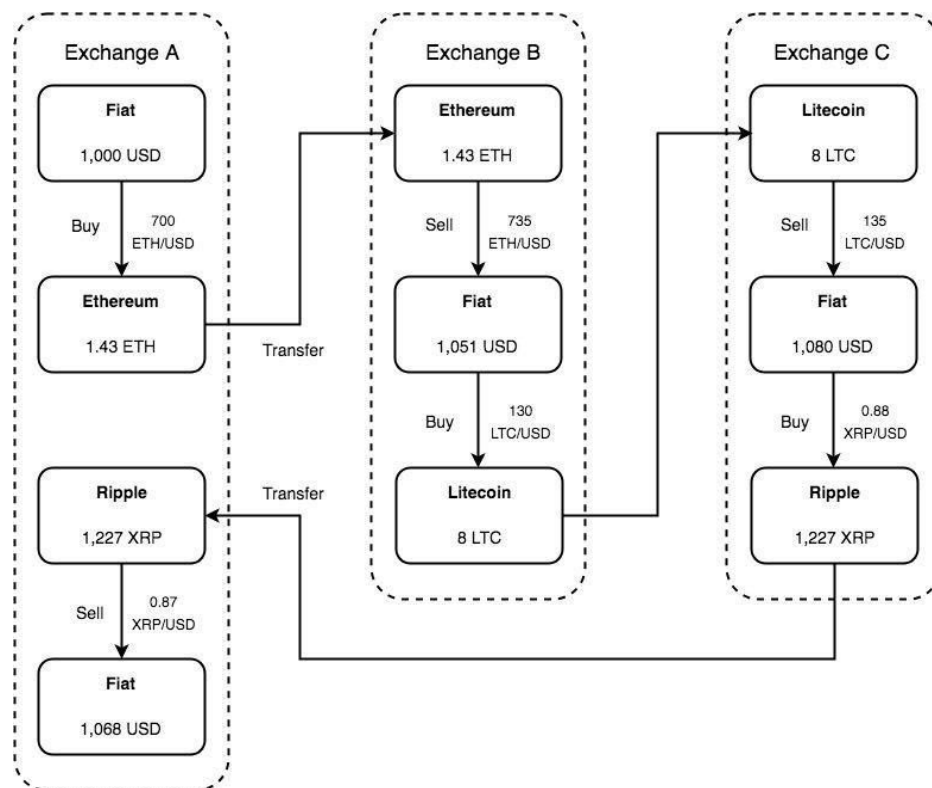 Exchange A
Fiat
1,000 USD
Buy
700
ETH/USD
Ethereum
1.43 ETH
Transfer
Exchange B
Ethereum
1.43 ETH
Sell
735
ETH/USD
Fiat
1,051 USD
Buy
130
LTC/USD
Litecoin
8 LTC
Exchange C
Litecoin
8 LTC
Sell
135
LTC/USD
Fiat
1,080 USD
Buy
0.88
XRP/USD
Ripple
1,227 XRP
Transfer
Ripple
1,227 XRP
Sell
0.87
XRP/USD
Fiat
1,068 USD